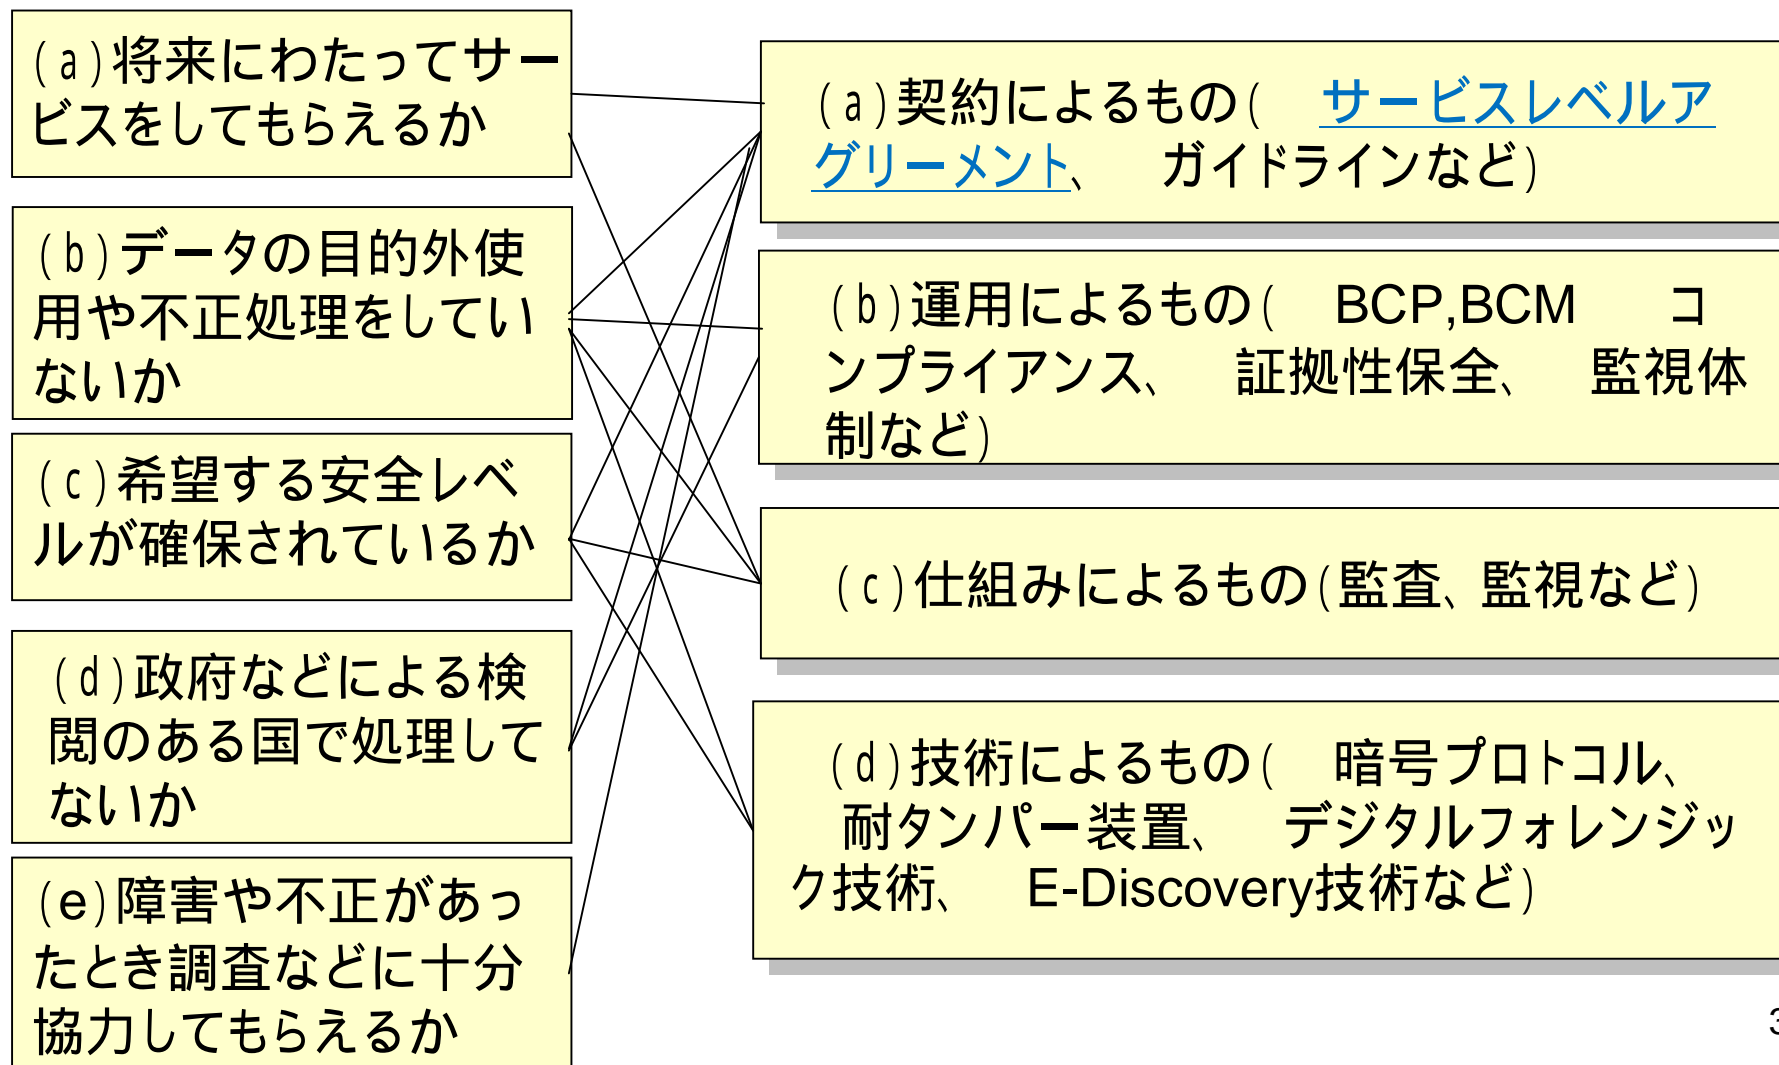 (a)将来にわたってサー
ビスをしてもらえるか
(b)データの目的外使
用や不正処理をしてい
ないか
(c)希望する安全レベ
ルが確保されているか
(d)政府などによる検
閲のある国で処理して
ないか
(e)障害や不正があっ
たとき調査などに十分
協力してもらえるか
(a)契約によるもの( サービスレベルア
グリーメント、 ガイドラインなど)
(b)運用によるもの( BCP,BCM コ
ンプライアンス、 証拠性保全、 監視体
制など)
(c)仕組みによるもの(監査、監視など)
(d)技術によるもの( 暗号プロトコル、
耐タンパー装置、 デジタルフォレンジッ
ク技術、 E-Discovery技術など)
3